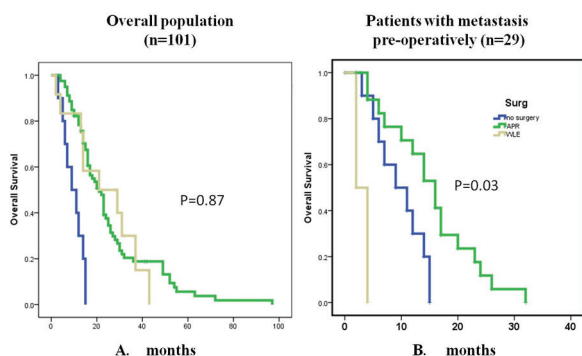 Overall population
(n=101)
Overall Survival
1.0
0.8
0.6
0.4
0.2
0.0
P=0.87
0
20
40
60
80
100
A. months
Patients with metastasis
pre-operatively (n=29)
Overall Survival
1.0
0.8
0.6
0.4
0.2
0.0
Surg
no surgery
APR
WLE
P=0.03
0
10
20
30
40
B. months